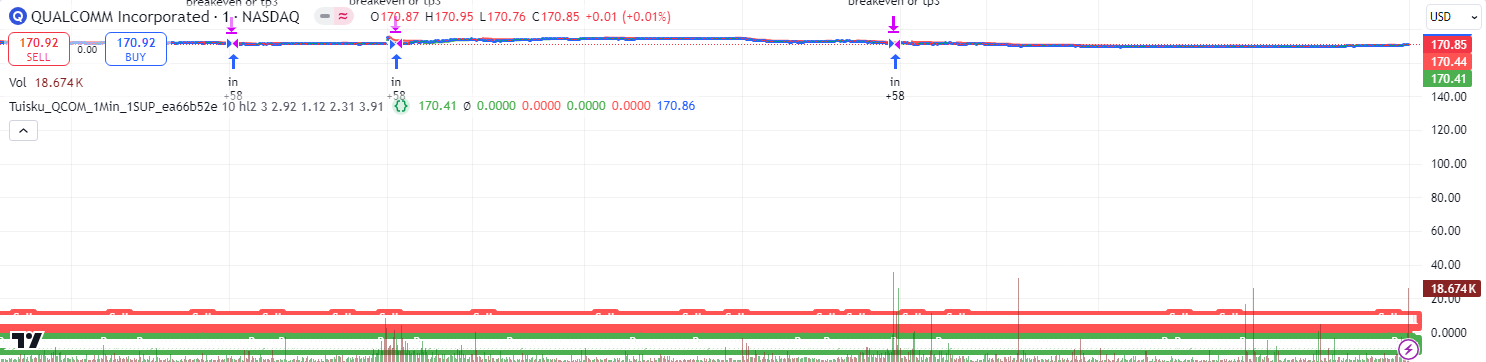 breakeven or tp3
breakeven or tp3
breakeven or tp3
QUALCOMM Incorporated · 1 · NASDAQ
O170.87 H170.95 L170.76 C170.85 +0.01 (+0.01%)
USD
170.92
SELL
0.00
170.92
BUY
170.85
170.44
170.41
Vol 18.674 K
in
+58
in
+58
in
+58
Tuisku_QCOM_1Min_1SUP_ea66b52e 10 hl2 3 2.92 1.12 2.31 3.91 {} 170.41 Ø 0.0000 0.0000 0.0000 0.0000 170.86
140.00
120.00
100.00
80.00
60.00
40.00
18.674 K
20.00
0.0000